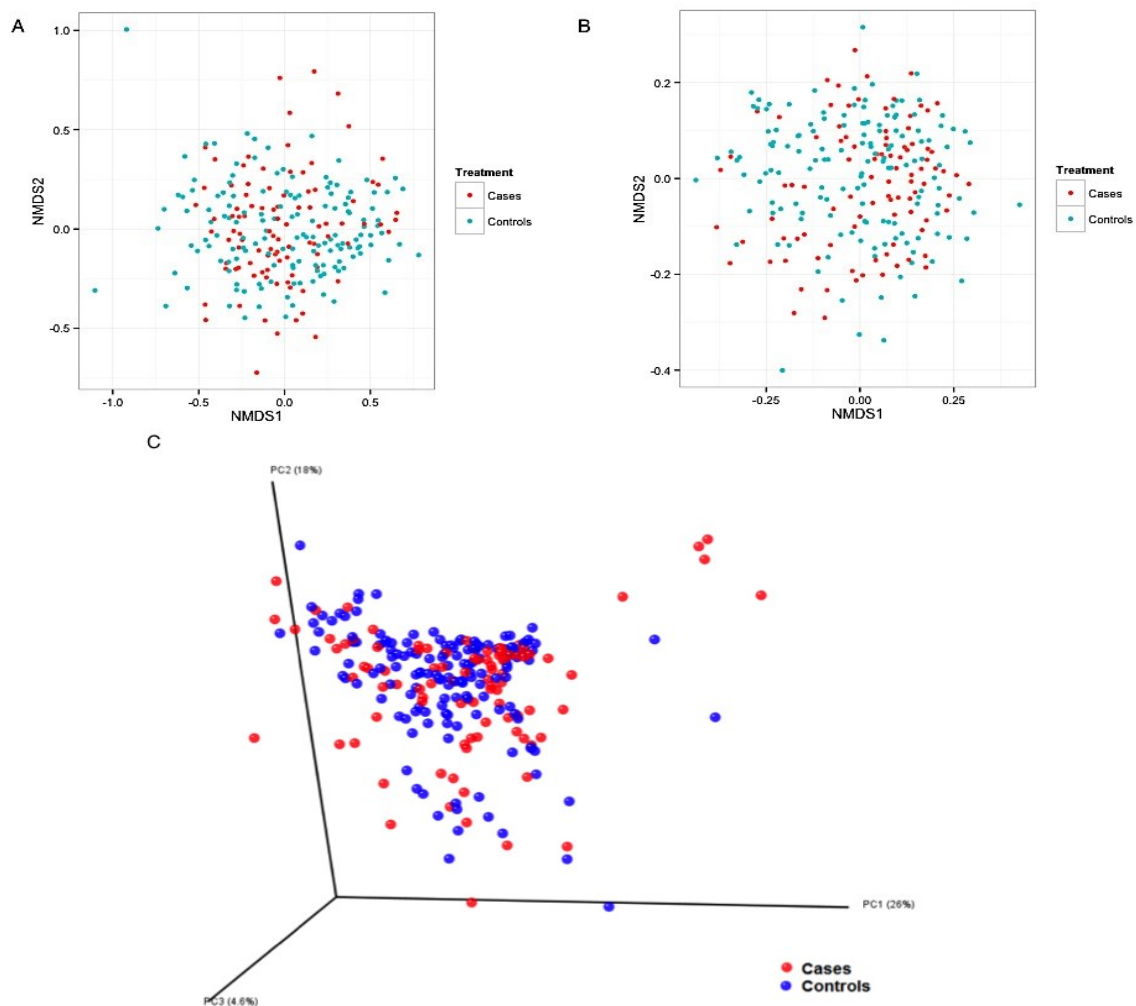 A
B
1.0
0.5
0.0
-0.5
NMDS2
-1.0
-0.5
0.0
0.5
NMDS1
Treatment
Cases
Controls
0.2
0.0
-0.2
-0.4
NMDS2
-0.25
0.00
0.25
NMDS1
Treatment
Cases
Controls
C
PC2 (18%)
PC1 (26%)
PC3 (4.6%)
Cases
Controls